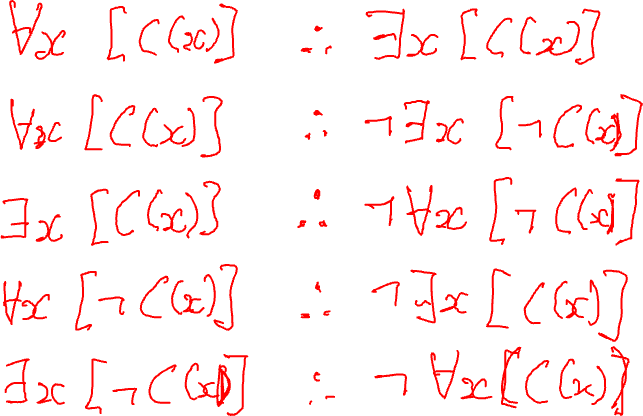 ∀x [C(x)] ∴ ∃x [C(x)]
∀x [C(x)] ∴ ¬∃x [¬C(x)]
∃x [C(x)] ∴ ¬∀x [¬C(x)]
∀x [¬C(x)] ∴ ¬∃x [C(x)]
∃x [¬C(x)] ∴ ¬∀x [C(x)]